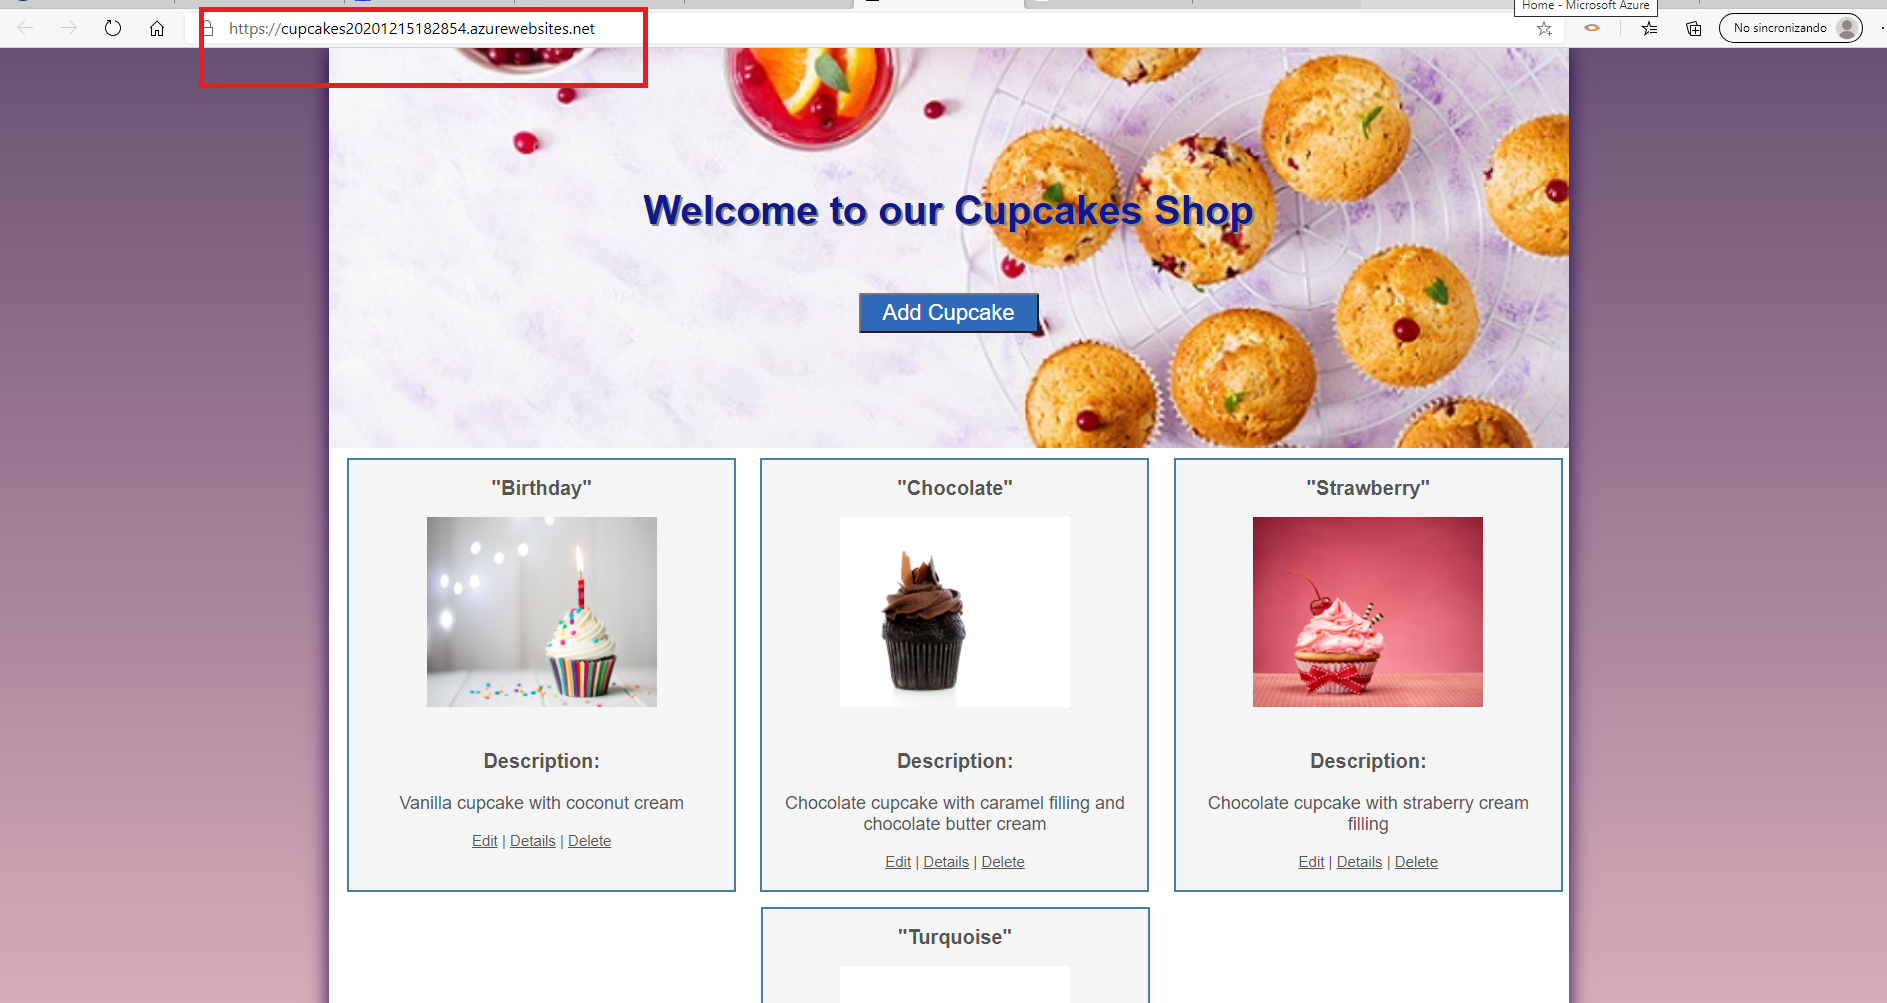 Home - Microsoft Azure
https://cupcakes20201215182854.azurewebsites.net
No sincronizando
Welcome to our Cupcakes Shop
Add Cupcake
"Birthday"
Description:
Vanilla cupcake with coconut cream
Edit | Details | Delete
"Chocolate"
Description:
Chocolate cupcake with caramel filling and
chocolate butter cream
Edit | Details | Delete
"Strawberry"
Description:
Chocolate cupcake with straberry cream
filling
Edit | Details | Delete
"Turquoise"